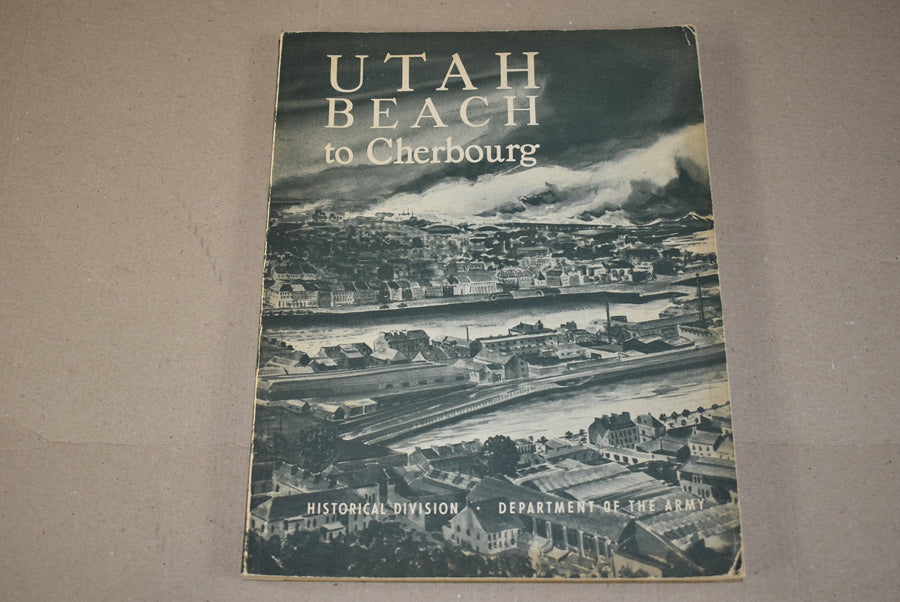 UTAH
BEACH
to Cherbourg
HISTORICAL DIVISION · DEPARTMENT OF THE ARMY